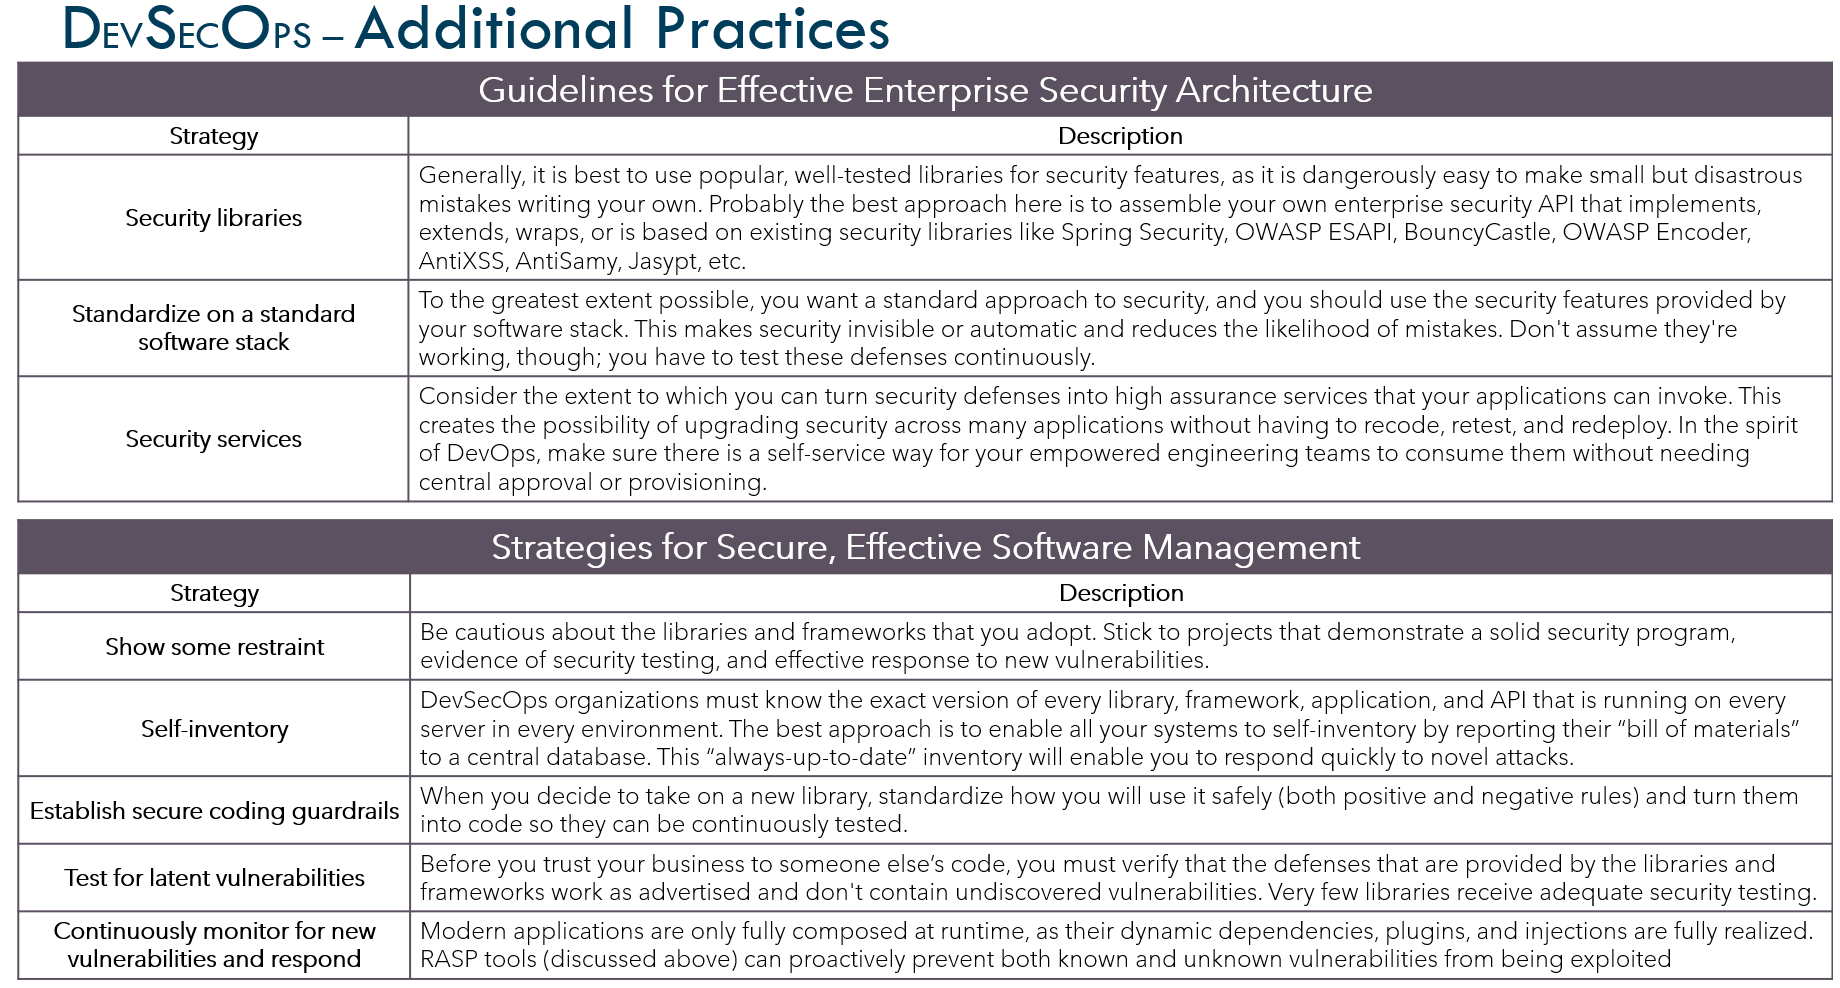 DevSecOps – Additional Practices
Guidelines for Effective Enterprise Security Architecture
Strategy
Description
Security libraries
Generally, it is best to use popular, well-tested libraries for security features, as it is dangerously easy to make small but disastrous
mistakes writing your own. Probably the best approach here is to assemble your own enterprise security API that implements,
extends, wraps, or is based on existing security libraries like Spring Security, OWASP ESAPI, BouncyCastle, OWASP Encoder,
AntiXSS, AntiSamy, Jasypt, etc.
Standardize on a standard
software stack
To the greatest extent possible, you want a standard approach to security, and you should use the security features provided by
your software stack. This makes security invisible or automatic and reduces the likelihood of mistakes. Don't assume they're
working, though; you have to test these defenses continuously.
Security services
Consider the extent to which you can turn security defenses into high assurance services that your applications can invoke. This
creates the possibility of upgrading security across many applications without having to recode, retest, and redeploy. In the spirit
of DevOps, make sure there is a self-service way for your empowered engineering teams to consume them without needing
central approval or provisioning.
Strategies for Secure, Effective Software Management
Strategy
Description
Show some restraint
Be cautious about the libraries and frameworks that you adopt. Stick to projects that demonstrate a solid security program,
evidence of security testing, and effective response to new vulnerabilities.
Self-inventory
DevSecOps organizations must know the exact version of every library, framework, application, and API that is running on every
server in every environment. The best approach is to enable all your systems to self-inventory by reporting their “bill of materials”
to a central database. This “always-up-to-date” inventory will enable you to respond quickly to novel attacks.
Establish secure coding guardrails
When you decide to take on a new library, standardize how you will use it safely (both positive and negative rules) and turn them
into code so they can be continuously tested.
Test for latent vulnerabilities
Before you trust your business to someone else’s code, you must verify that the defenses that are provided by the libraries and
frameworks work as advertised and don't contain undiscovered vulnerabilities. Very few libraries receive adequate security testing.
Continuously monitor for new
vulnerabilities and respond
Modern applications are only fully composed at runtime, as their dynamic dependencies, plugins, and injections are fully realized.
RASP tools (discussed above) can proactively prevent both known and unknown vulnerabilities from being exploited